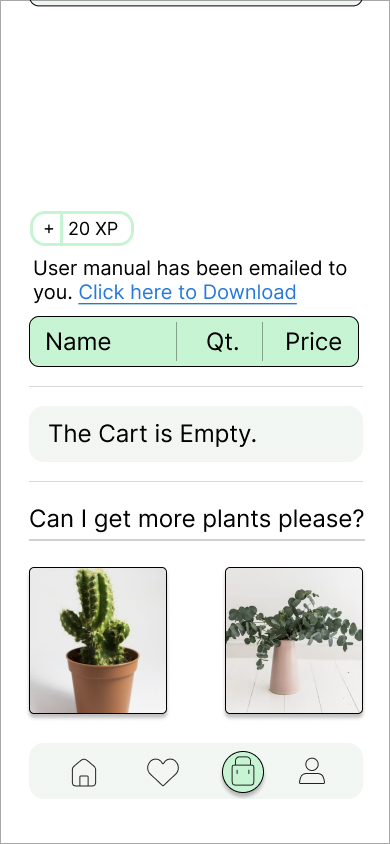 + 20 XP
User manual has been emailed to
you. Click here to Download
Name Qt. Price
The Cart is Empty.
Can I get more plants please?